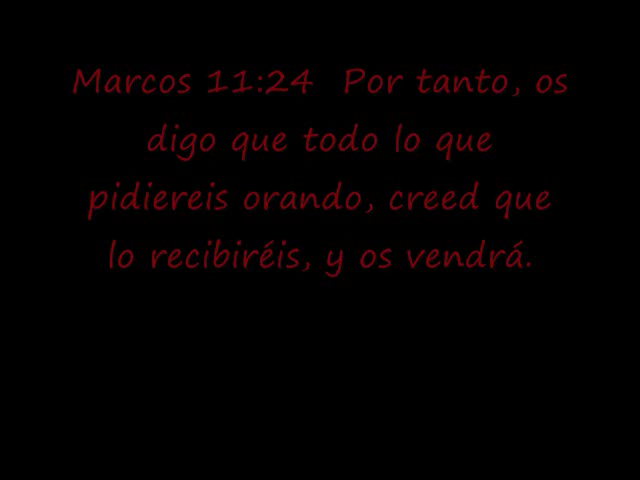 Marcos 11:24  Por tanto, os
digo que todo lo que
pidiereis orando, creed que
lo recibiréis, y os vendrá.